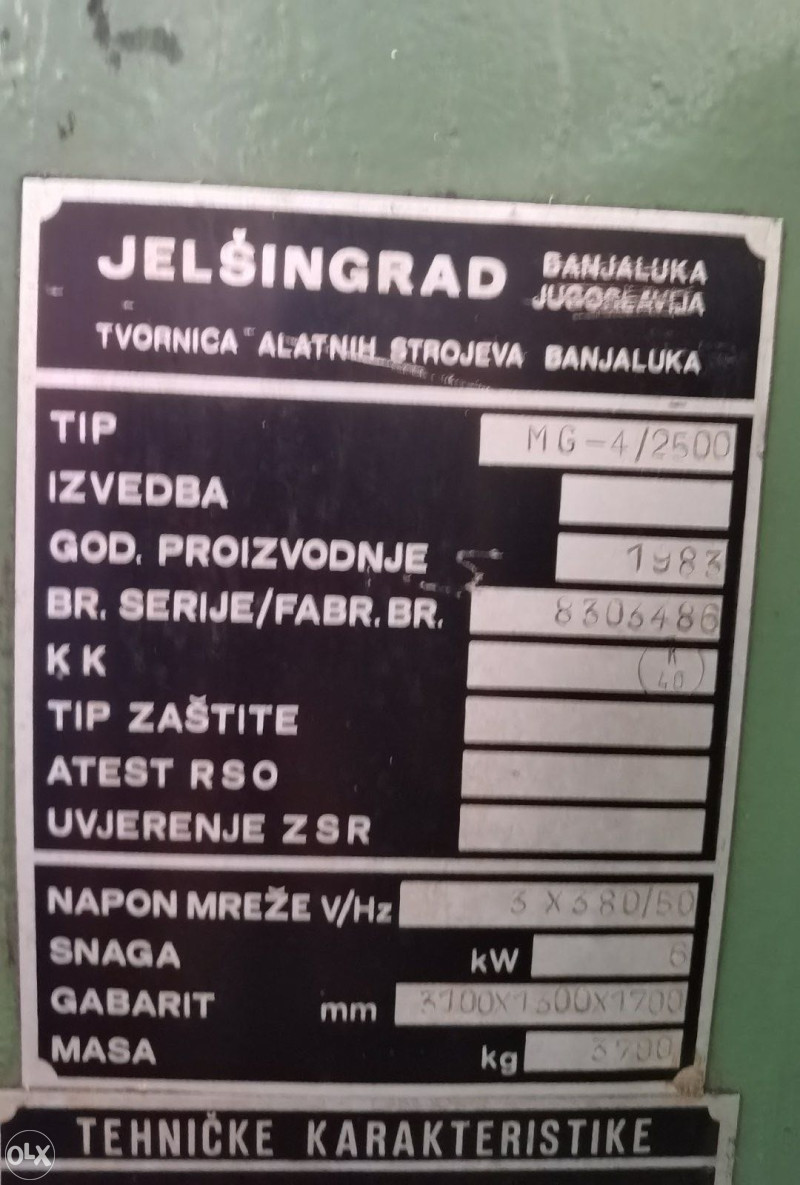 JELŠINGRAD BANJALUKA
JUGOSLAVIJA
TVORNICA ALATNIH STROJEVA BANJALUKA
TIP MG-4/2500
IZVEDBA
GOD. PROIZVODNJE 1983
BR. SERIJE/FABR. BR. 8306486
KK K 40
TIP ZAŠTITE
ATEST RSO
UVJERENJE ZSR
NAPON MREŽE V/Hz 3X380/50
SNAGA kW 6
GABARIT mm 3100X1300X1700
MASA kg 3700
TEHNIČKE KARAKTERISTIKE
OLX